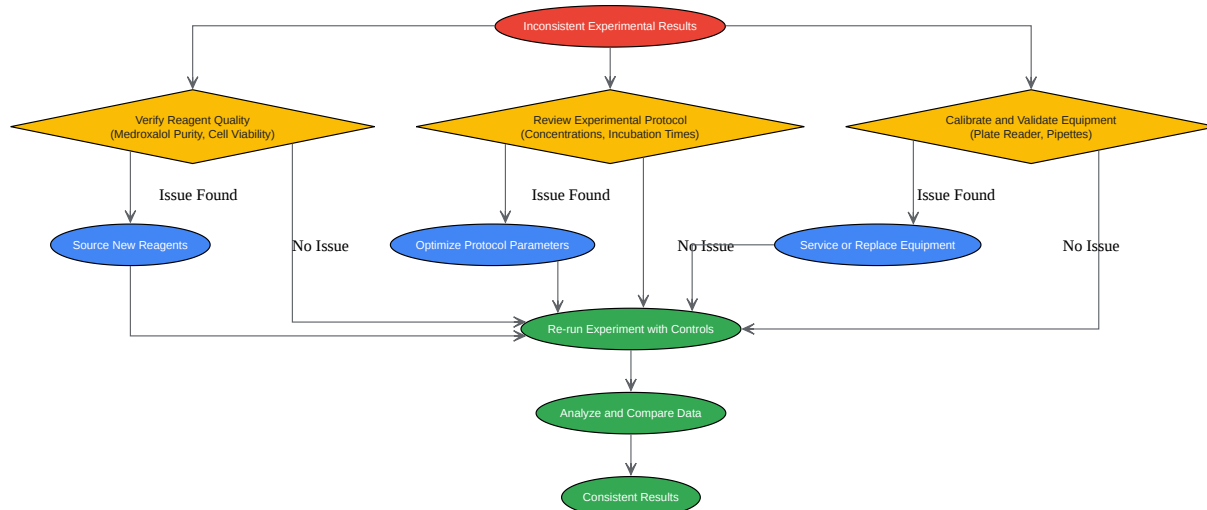 Inconsistent Experimental Results
Verify Reagent Quality
(Medroxalol Purity, Cell Viability)
Review Experimental Protocol
(Concentrations, Incubation Times)
Calibrate and Validate Equipment
(Plate Reader, Pipettes)
Issue Found
Issue Found
Issue Found
Source New Reagents
No Issue
Optimize Protocol Parameters
No Issue
Service or Replace Equipment
No Issue
Re-run Experiment with Controls
Analyze and Compare Data
Consistent Results